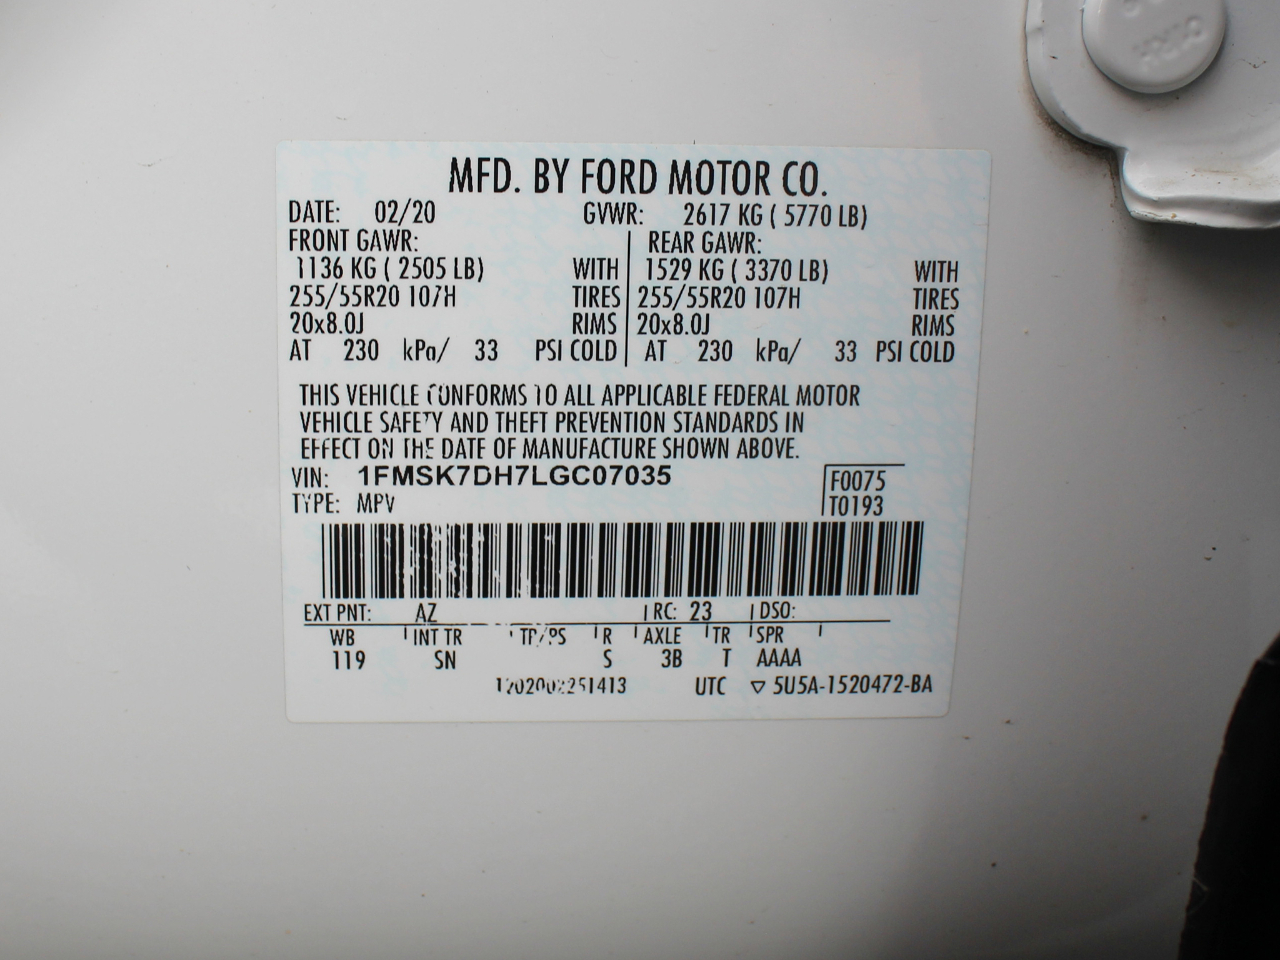 MFD. BY FORD MOTOR CO.
DATE: 02/20 GVWR: 2617 KG ( 5770 LB)
FRONT GAWR: REAR GAWR:
1136 KG ( 2505 LB) WITH 1529 KG ( 3370 LB) WITH
255/55R20 107H TIRES 255/55R20 107H TIRES
20x8.0J RIMS 20x8.0J RIMS
AT 230 kPa/ 33 PSI COLD AT 230 kPa/ 33 PSI COLD
THIS VEHICLE CONFORMS TO ALL APPLICABLE FEDERAL MOTOR
VEHICLE SAFETY AND THEFT PREVENTION STANDARDS IN
EFFECT ON THE DATE OF MANUFACTURE SHOWN ABOVE.
VIN: 1FMSK7DH7LGC07035 F0075
TYPE: MPV T0193
EXT PNT: AZ RC: 23 DSO:
WB INT TR TP/PS R AXLE TR SPR
119 SN S 3B T AAAA
UTC ▽ 5U5A-1520472-BA